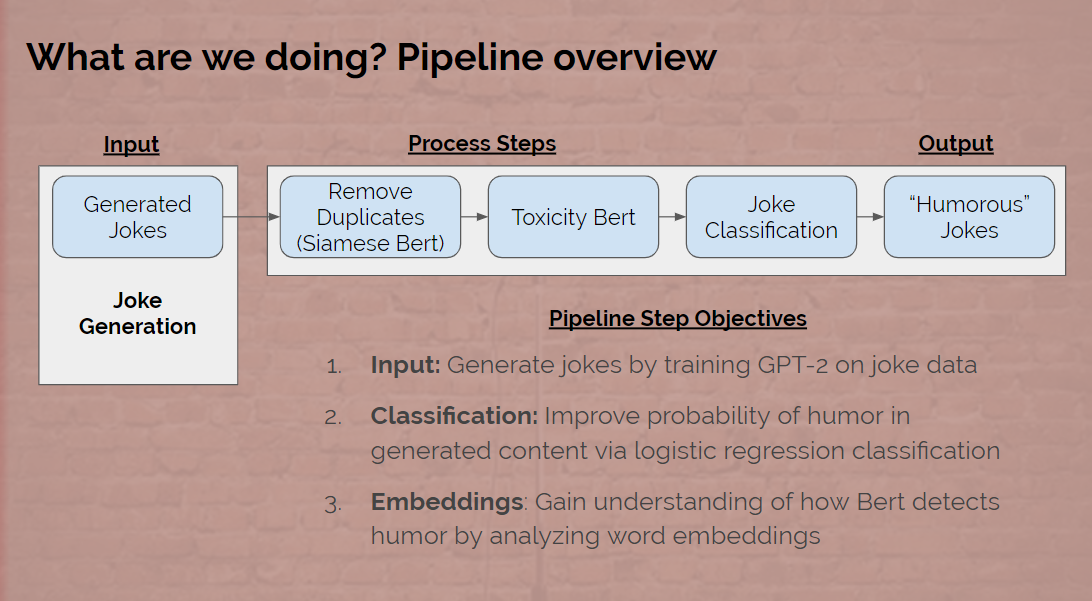 What are we doing? Pipeline overview
Input
Process Steps
Output
Generated
Jokes
Remove
Duplicates
(Siamese Bert)
Toxicity Bert
Joke
Classification
“Humorous”
Jokes
Joke
Generation
Pipeline Step Objectives
1. Input: Generate jokes by training GPT-2 on joke data
2. Classification: Improve probability of humor in
generated content via logistic regression classification
3. Embeddings: Gain understanding of how Bert detects
humor by analyzing word embeddings